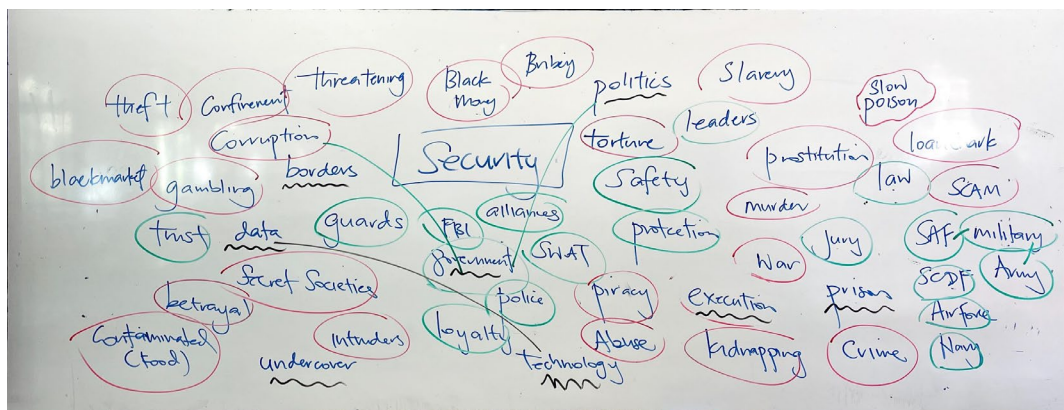 threatening
Black
Money
Bribery
politics
Slavery
slow
poison
theft
Confinement
Corruption
Security
torture
leaders
prostitution
loanshark
blackmarket
gambling
borders
Safety
law
SCAM
trust
data
guards
FBI
alliances
murder
protcetion
Jury
SAF
military
government
SWAT
War
Army
Secret Societies
betrayal
police
piracy
execution
prison
SCDF
Airforce
Contaminated
(food)
Intruders
loyalty
Abuse
kidnapping
Crime
Navy
undercover
technology